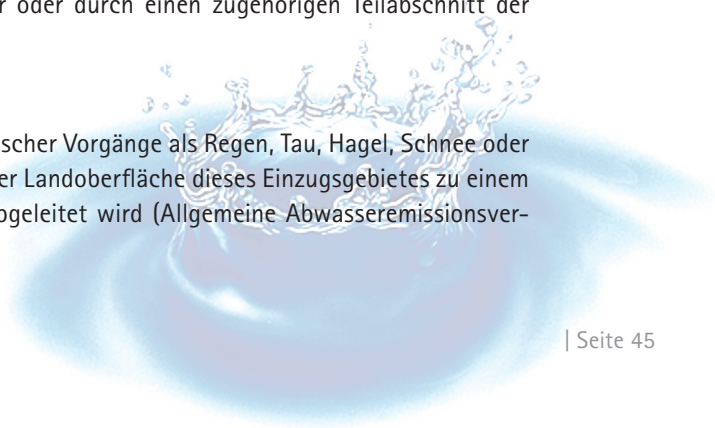 r oder durch einen zugehörigen Teilabschnitt der
scher Vorgänge als Regen, Tau, Hagel, Schnee oder
er Landoberfläche dieses Einzugsgebietes zu einem
bgeleitet wird (Allgemeine Abwasseremissionsver-
| Seite 45